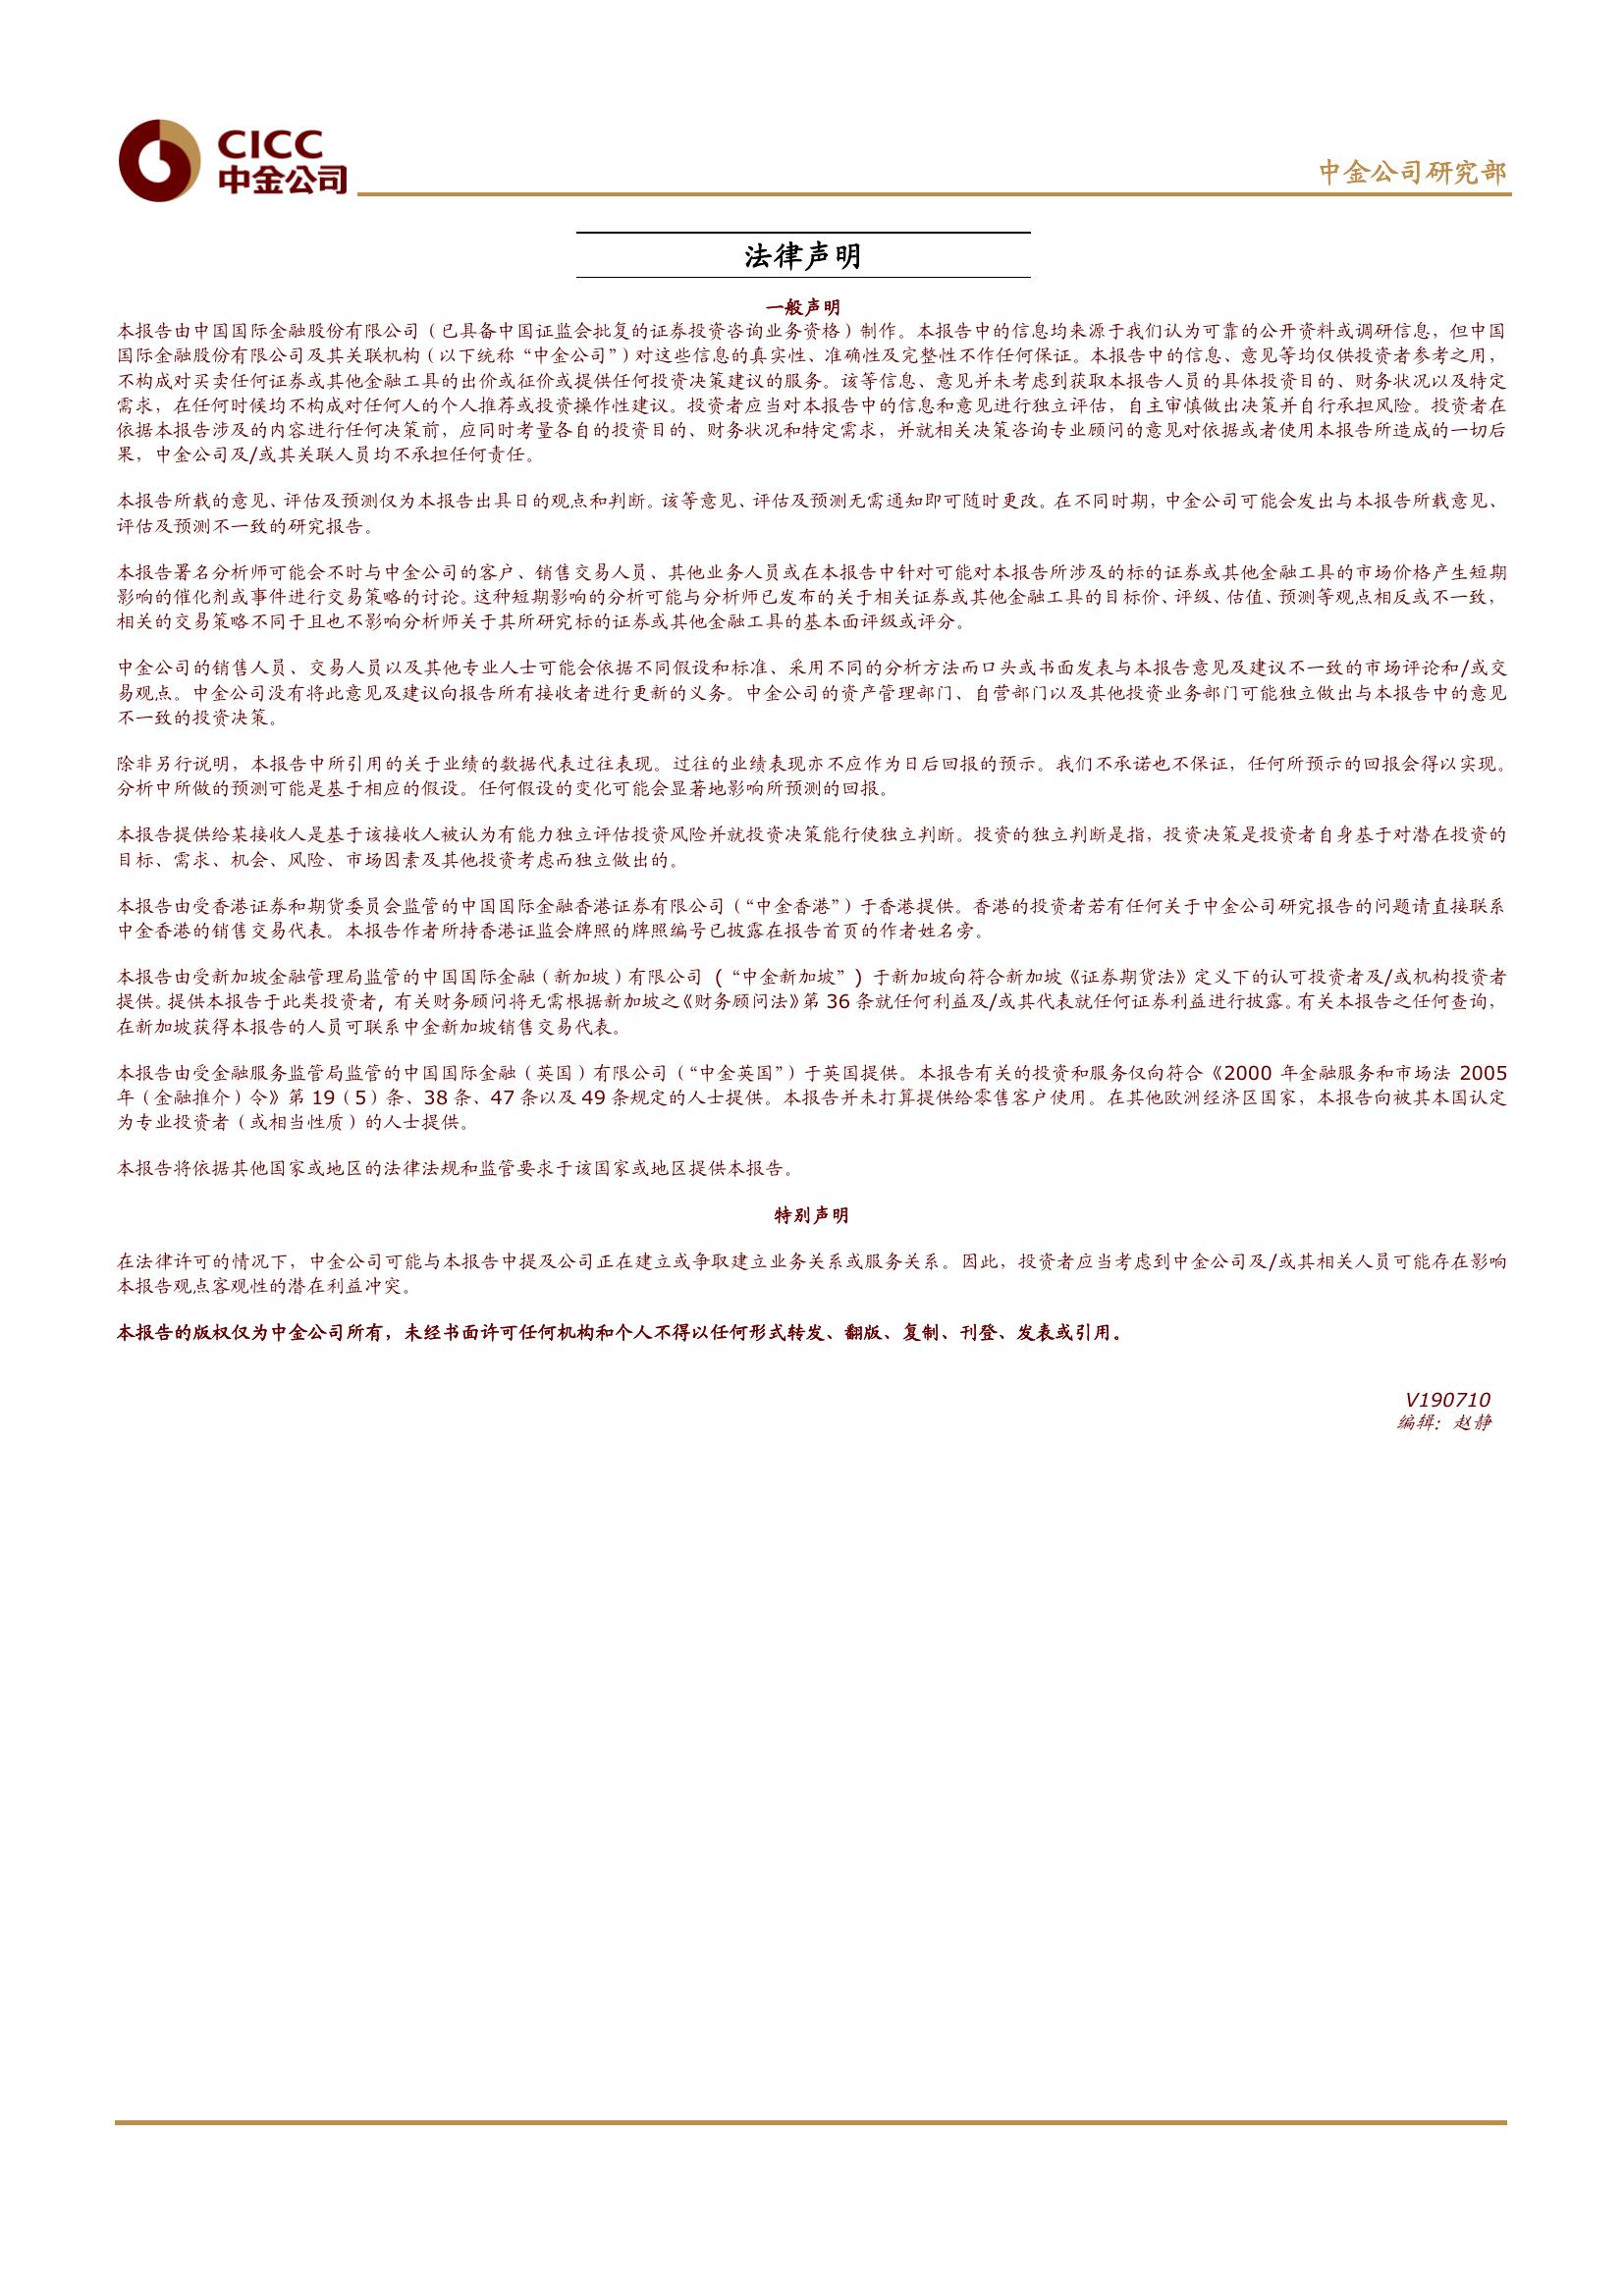 CICC
中金公司
中金公司研究部
法律声明
一般声明
本报告由中国国际金融股份有限公司（已具备中国证监会批复的证券投资咨询业务资格）制作。本报告中的信息均来源于我们认为可靠的公开资料或调研信息，但中国
国际金融股份有限公司及其关联机构（以下统称“中金公司”）对这些信息的真实性、准确性及完整性不作任何保证。本报告中的信息、意见等均仅供投资者参考之用，
不构成对买卖任何证券或其他金融工具的出价或征价或提供任何投资决策建议的服务。该等信息、意见并未考虑到获取本报告人员的具体投资目的、财务状况以及特定
需求，在任何时候均不构成对任何人的个人推荐或投资操作性建议。投资者应当对本报告中的信息和意见进行独立评估，自主审慎做出决策并自行承担风险。投资者在
依据本报告涉及的内容进行任何决策前，应同时考量各自的投资目的、财务状况和特定需求，并就相关决策咨询专业顾问的意见对依据或者使用本报告所造成的一切后
果，中金公司及/或其关联人员均不承担任何责任。
本报告所载的意见、评估及预测仅为本报告出具日的观点和判断。该等意见、评估及预测无需通知即可随时更改。在不同时期，中金公司可能会发出与本报告所载意见、
评估及预测不一致的研究报告。
本报告署名分析师可能会不时与中金公司的客户、销售交易人员、其他业务人员或在本报告中针对可能对本报告所涉及的标的证券或其他金融工具的市场价格产生短期
影响的催化剂或事件进行交易策略的讨论。这种短期影响的分析可能与分析师已发布的关于相关证券或其他金融工具的目标价、评级、估值、预测等观点相反或不一致，
相关的交易策略不同于且也不影响分析师关于其所研究标的证券或其他金融工具的基本面评级或评分。
中金公司的销售人员、交易人员以及其他专业人士可能会依据不同假设和标准、采用不同的分析方法而口头或书面发表与本报告意见及建议不一致的市场评论和/或交
易观点。中金公司没有将此意见及建议向报告所有接收者进行更新的义务。中金公司的资产管理部门、自营部门以及其他投资业务部门可能独立做出与本报告中的意见
不一致的投资决策。
除非另行说明，本报告中所引用的关于业绩的数据代表过往表现。过往的业绩表现亦不应作为日后回报的预示。我们不承诺也不保证，任何所预示的回报会得以实现。
分析中所做的预测可能是基于相应的假设。任何假设的变化可能会显著地影响所预测的回报。
本报告提供给某接收人是基于该接收人被认为有能力独立评估投资风险并就投资决策能行使独立判断。投资的独立判断是指，投资决策是投资者自身基于对潜在投资的
目标、需求、机会、风险、市场因素及其他投资考虑而独立做出的。
本报告由受香港证券和期货委员会监管的中国国际金融香港证券有限公司（“中金香港”）于香港提供。香港的投资者若有任何关于中金公司研究报告的问题请直接联系
中金香港的销售交易代表。本报告作者所持香港证监会牌照的牌照编号已披露在报告首页的作者姓名旁。
本报告由受新加坡金融管理局监管的中国国际金融（新加坡）有限公司 (“中金新加坡”) 于新加坡向符合新加坡《证券期货法》定义下的认可投资者及/或机构投资者
提供。提供本报告于此类投资者, 有关财务顾问将无需根据新加坡之《财务顾问法》第 36 条就任何利益及/或其代表就任何证券利益进行披露。有关本报告之任何查询，
在新加坡获得本报告的人员可联系中金新加坡销售交易代表。
本报告由受金融服务监管局监管的中国国际金融（英国）有限公司（“中金英国”）于英国提供。本报告有关的投资和服务仅向符合《2000 年金融服务和市场法 2005
年（金融推介）令》第 19（5）条、38 条、47 条以及 49 条规定的人士提供。本报告并未打算提供给零售客户使用。在其他欧洲经济区国家，本报告向被其本国认定
为专业投资者（或相当性质）的人士提供。
本报告将依据其他国家或地区的法律法规和监管要求于该国家或地区提供本报告。
特别声明
在法律许可的情况下，中金公司可能与本报告中提及公司正在建立或争取建立业务关系或服务关系。因此，投资者应当考虑到中金公司及/或其相关人员可能存在影响
本报告观点客观性的潜在利益冲突。
本报告的版权仅为中金公司所有，未经书面许可任何机构和个人不得以任何形式转发、翻版、复制、刊登、发表或引用。
V190710
编辑：赵静